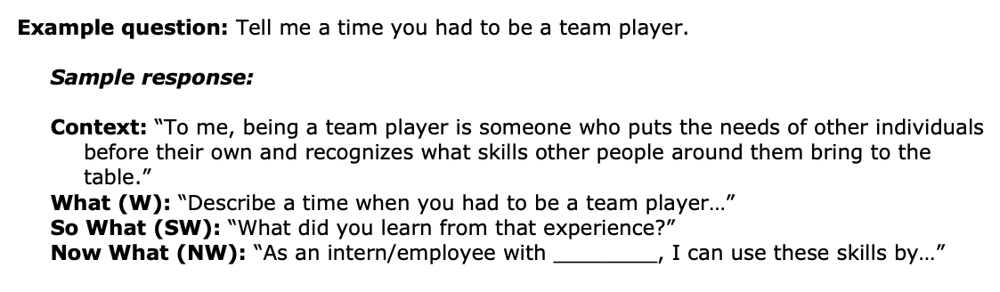 Example question: Tell me a time you had to be a team player.
Sample response:
Context: “To me, being a team player is someone who puts the needs of other individuals
before their own and recognizes what skills other people around them bring to the
table.”
What (W): “Describe a time when you had to be a team player…”
So What (SW): “What did you learn from that experience?”
Now What (NW): “As an intern/employee with _________, I can use these skills by…”